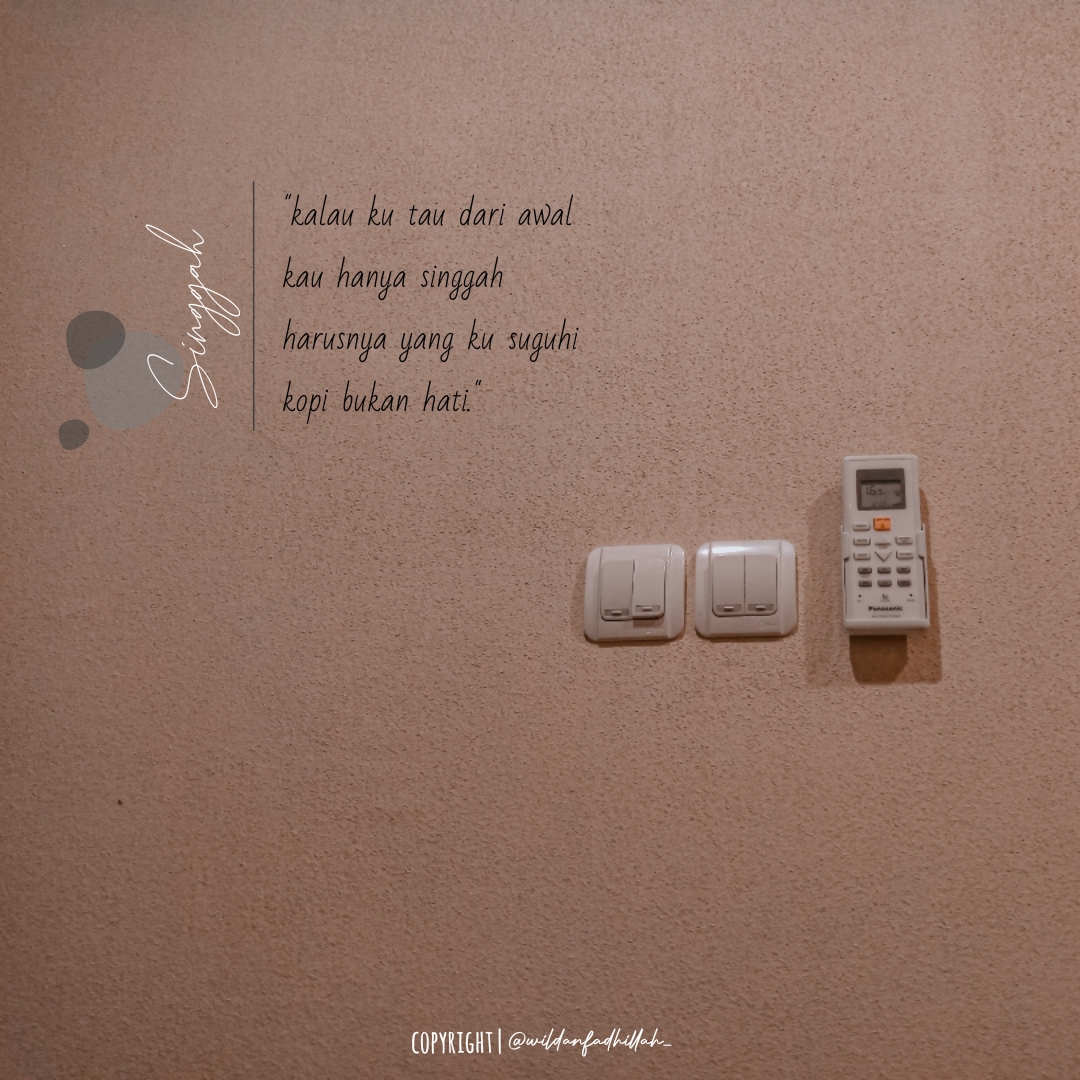 Singgah
"kalau ku tau dari awal
kau hanya singgah
harusnya yang ku suguhi
kopi bukan hati."
Panasonic
COPYRIGHT | @wildanfadhillah_